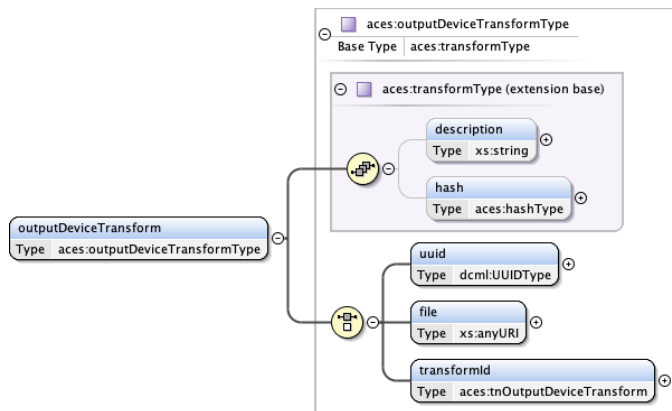 aces:outputDeviceTransformType
Base Type aces:transformType
aces:transformType (extension base)
description
Type xs:string
hash
Type aces:hashType
outputDeviceTransform
Type aces:outputDeviceTransformType
uuid
Type dcml:UUIDType
file
Type xs:anyURI
transformId
Type aces:tnOutputDeviceTransform